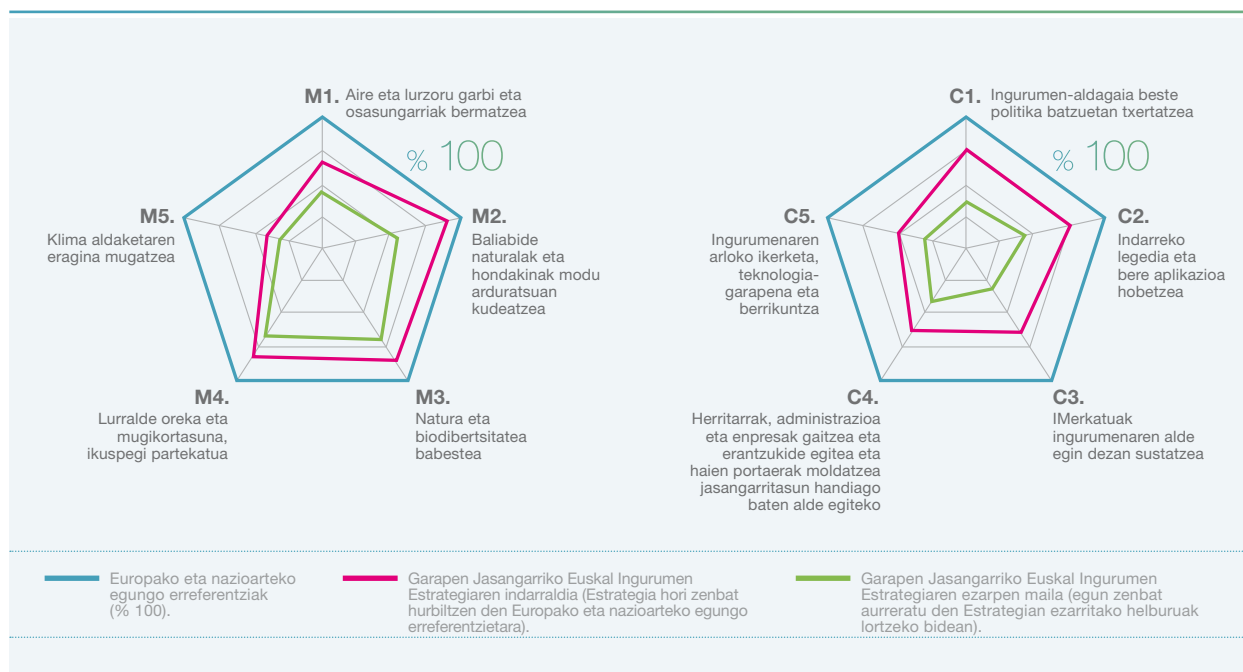 M1. Aire eta lurzoru garbi eta
osasungarriak bermatzea
% 100
M2.
Baliabide
naturalak eta
hondakinak modu
arduratsuan
kudeatzea
M3.
Natura eta
biodibertsitatea
babestea
M4.
Lurralde oreka eta
mugikortasuna,
ikuspegi partekatua
M5.
Klima aldaketaren
eragina mugatzea
C1. Ingurumen-aldagaia beste
politika batzuetan txertatzea
% 100
C2.
Indarreko
legedia eta
bere aplikazioa
hobetzea
C3.
IMerkatuak
ingurumenaren alde
egin dezan sustatzea
C4.
Herritarrak, administrazioa
eta enpresak gaitzea eta
erantzukide egitea eta
haien portaerak moldatzea
jasangarritasun handiago
baten alde egiteko
C5.
Ingurumenaren
arloko ikerketa,
teknologia-
garapena eta
berrikuntza
Europako eta nazioarteko
egungo erreferentziak
(% 100).
Garapen Jasangarriko Euskal Ingurumen
Estrategiaren indarraldia (Estrategia hori zenbat
hurbiltzen den Europako eta nazioarteko egungo
erreferentzietara).
Garapen Jasangarriko Euskal Ingurumen
Estrategiaren ezarpen maila (egun zenbat
aurreratu den Estrategian ezarritako helburuak
lortzeko bidean).